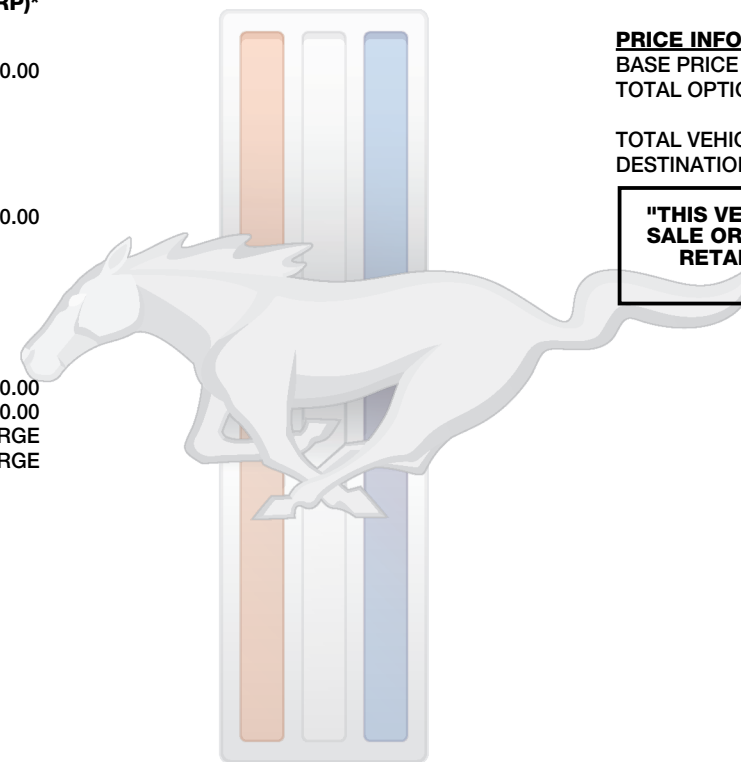 RP)*
0.00
0.00
0.00
0.00
RGE
RGE
PRICE INFO
BASE PRICE
TOTAL OPTIO
TOTAL VEHIC
DESTINATION
"THIS VE
SALE OR
RETAI